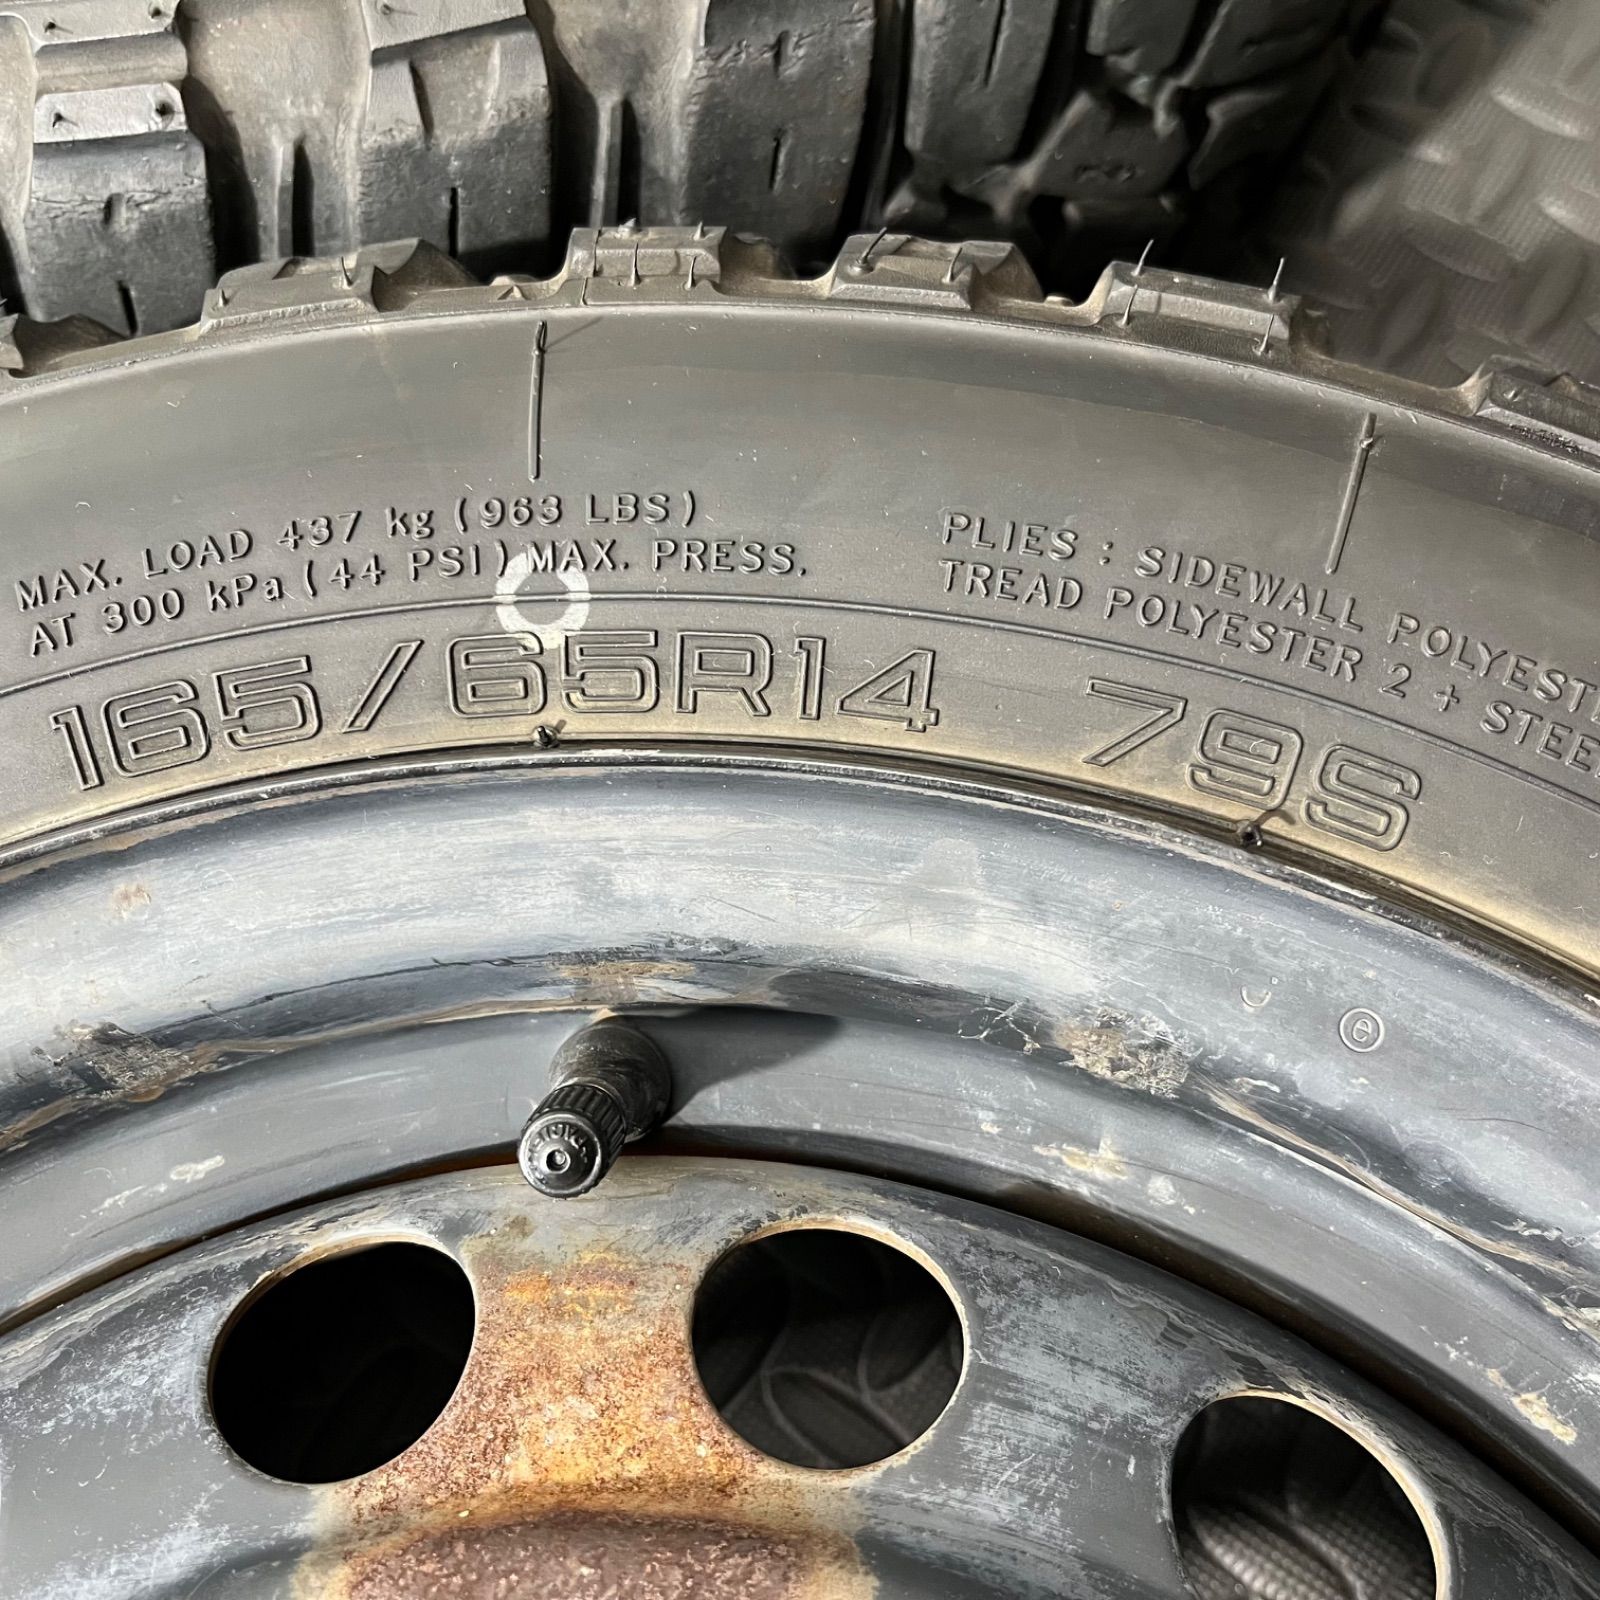 MAX. LOAD 437 kg (963 LBS)
AT 300 kPa (44 PSI) MAX. PRESS.
PLIES : SIDEWALL POLYEST
TREAD POLYESTER 2 + STEE
165/65R14 79S
e